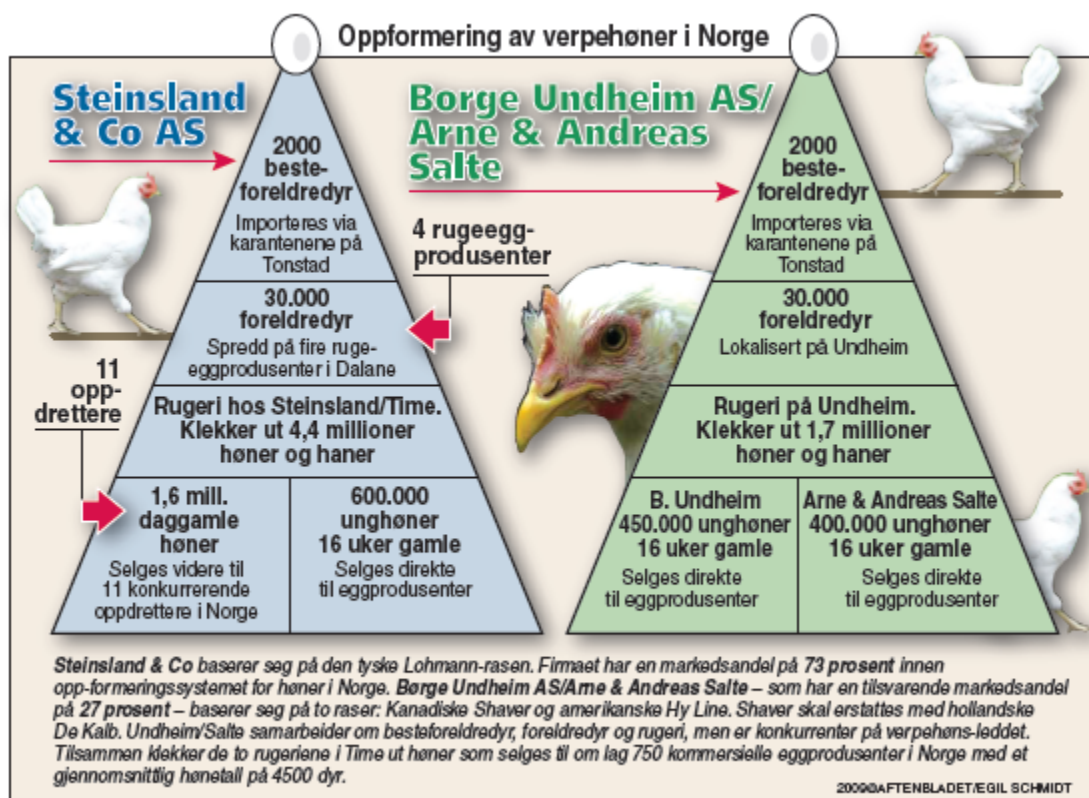 Oppformering av verpehøner i Norge
Steinsland
& Co AS
2000
beste-
foreldredyr
Importeres via
karantenene på
Tonstad
30.000
foreldredyr
Spredd på fire ruge-
eggprodusenter i Dalane
4 rugeegg-
produsenter
11
opp-
drettere
Rugeri hos Steinsland/Time.
Klekker ut 4,4 millioner
høner og haner
1,6 mill.
daggamle
høner
Selges videre til
11 konkurrerende
oppdrettere i Norge
600.000
unghøner
16 uker gamle
Selges direkte
til eggprodusenter
Borge Undheim AS/
Arne & Andreas
Salte
2000
beste-
foreldredyr
Importeres via
karantenene på
Tonstad
30.000
foreldredyr
Lokalisert på Undheim
Rugeri på Undheim.
Klekker ut 1,7 millioner
høner og haner
B. Undheim
450.000 unghøner
16 uker gamle
Selges direkte
til eggprodusenter
Arne & Andreas Salte
400.000 unghøner
16 uker gamle
Selges direkte
til eggprodusenter
Steinsland & Co baserer seg på den tyske Lohmann-rasen. Firmaet har en markedsandel på 73 prosent innen
opp-formeringssystemet for høner i Norge. Børge Undheim AS/Arne & Andreas Salte – som har en tilsvarende markedsandel
på 27 prosent – baserer seg på to raser: Kanadiske Shaver og amerikanske Hy Line. Shaver skal erstattes med hollandske
De Kalb. Undheim/Salte samarbeider om besteforeldredyr, foreldredyr og rugeri, men er konkurrenter på verpehøns-leddet.
Tilsammen klekker de to rugeriene i Time ut høner som selges til om lag 750 kommersielle eggprodusenter i Norge med et
gjennomsnittlig hønetall på 4500 dyr.
2009©AFTENBLADET/EGIL SCHMIDT